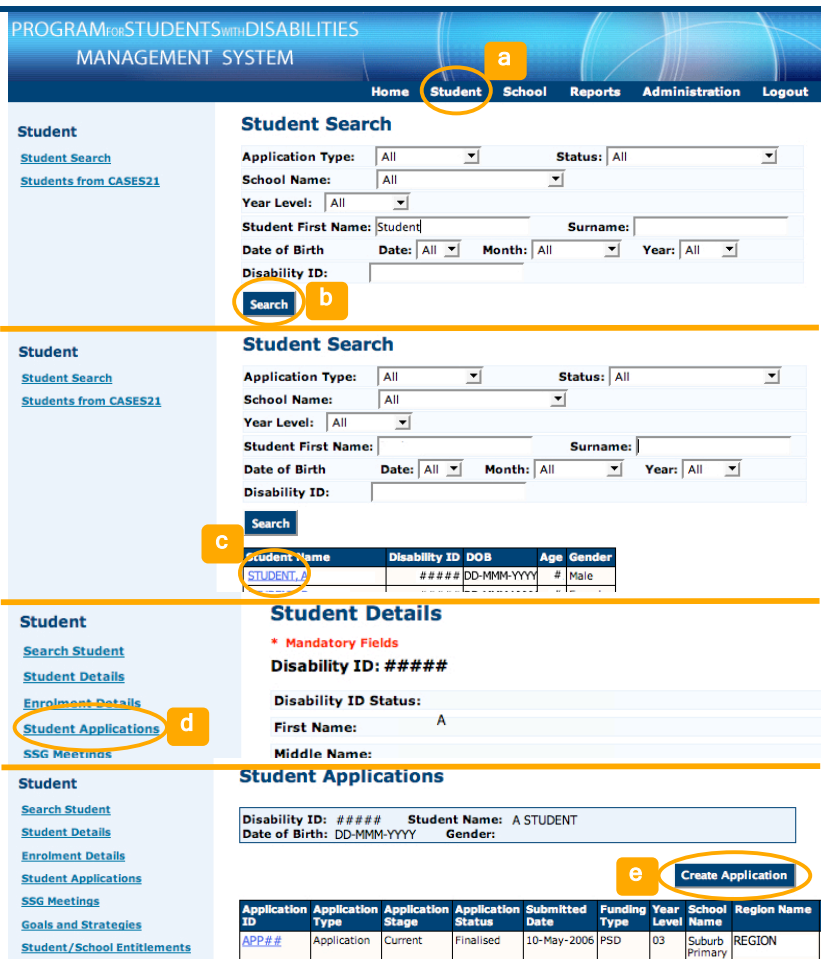 PROGRAMFORSTUDENTSWITHDISABILITIES
MANAGEMENT SYSTEM
a
Home Student School Reports Administration Logout
Student
Student Search
Students from CASES21
Student Search
Application Type: All Status: All
School Name: All
Year Level: All
Student First Name: Student Surname:
Date of Birth Date: All Month: All Year: All
Disability ID:
Search b
Student
Student Search
Students from CASES21
Student Search
Application Type: All Status: All
School Name: All
Year Level: All
Student First Name: Surname:
Date of Birth Date: All Month: All Year: All
Disability ID:
Search
c
Student Name Disability ID DOB Age Gender
STUDENT, A ##### DD-MMM-YYYY # Male
Student
Search Student
Student Details
Enrolment Details
Student Applications d
SSG Meetings
Student Details
* Mandatory Fields
Disability ID: #####
Disability ID Status:
First Name: A
Middle Name:
Student
Search Student
Student Details
Enrolment Details
Student Applications
SSG Meetings
Goals and Strategies
Student/School Entitlements
Student Applications
Disability ID: ##### Student Name: A STUDENT
Date of Birth: DD-MMM-YYYY Gender:
e Create Application
Application ID Application Type Application Stage Application Status Submitted Date Funding Type Year Level School Name Region Name
APP## Application Current Finalised 10-May-2006 PSD 03 Suburb Primary REGION